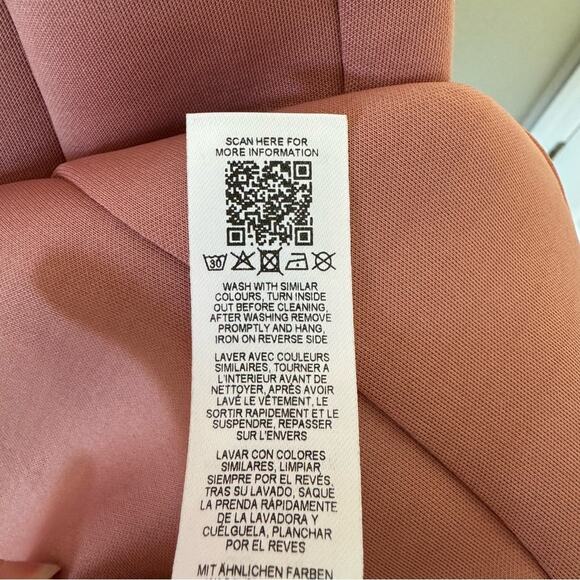 SCAN HERE FOR
MORE INFORMATION
30
WASH WITH SIMILAR
COLOURS, TURN INSIDE
OUT BEFORE CLEANING,
AFTER WASHING REMOVE
PROMPTLY AND HANG,
IRON ON REVERSE SIDE
LAVER AVEC COULEURS
SIMILAIRES, TOURNER A
L'INTERIEUR AVANT DE
NETTOYER, APRÈS AVOIR
LAVÉ LE VÊTEMENT, LE
SORTIR RAPIDEMENT ET LE
SUSPENDRE, REPASSER
SUR L'ENVERS
LAVAR CON COLORES
SIMILARES, LIMPIAR
SIEMPRE POR EL REVÉS,
TRAS SU LAVADO, SAQUE
LA PRENDA RÁPIDAMENTE
DE LA LAVADORA Y
CUÉLGUELA, PLANCHAR
POR EL REVES
MIT ÄHNLICHEN FARBEN